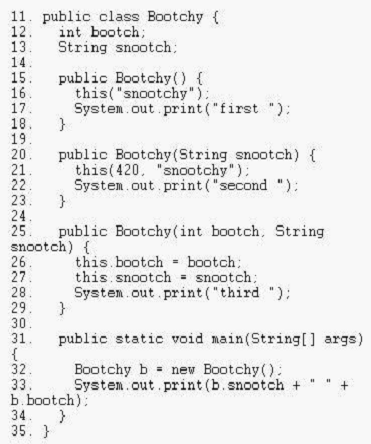 11. public class Bootchy {
12. int bootch;
13. String snootch;
14.
15. public Bootchy() {
16. this("snootchy");
17. System.out.print("first ");
18. }
19.
20. public Bootchy(String snootch) {
21. this(420, "snootchy");
22. System.out.print("second ");
23. }
24.
25. public Bootchy(int bootch, String
snootch) {
26. this.bootch = bootch;
27. this.snootch = snootch;
28. System.out.print("third ");
29. }
30.
31. public static void main(String[] args)
{
32. Bootchy b = new Bootchy();
33. System.out.print(b.snootch + " " +
b.bootch);
34. }
35. }